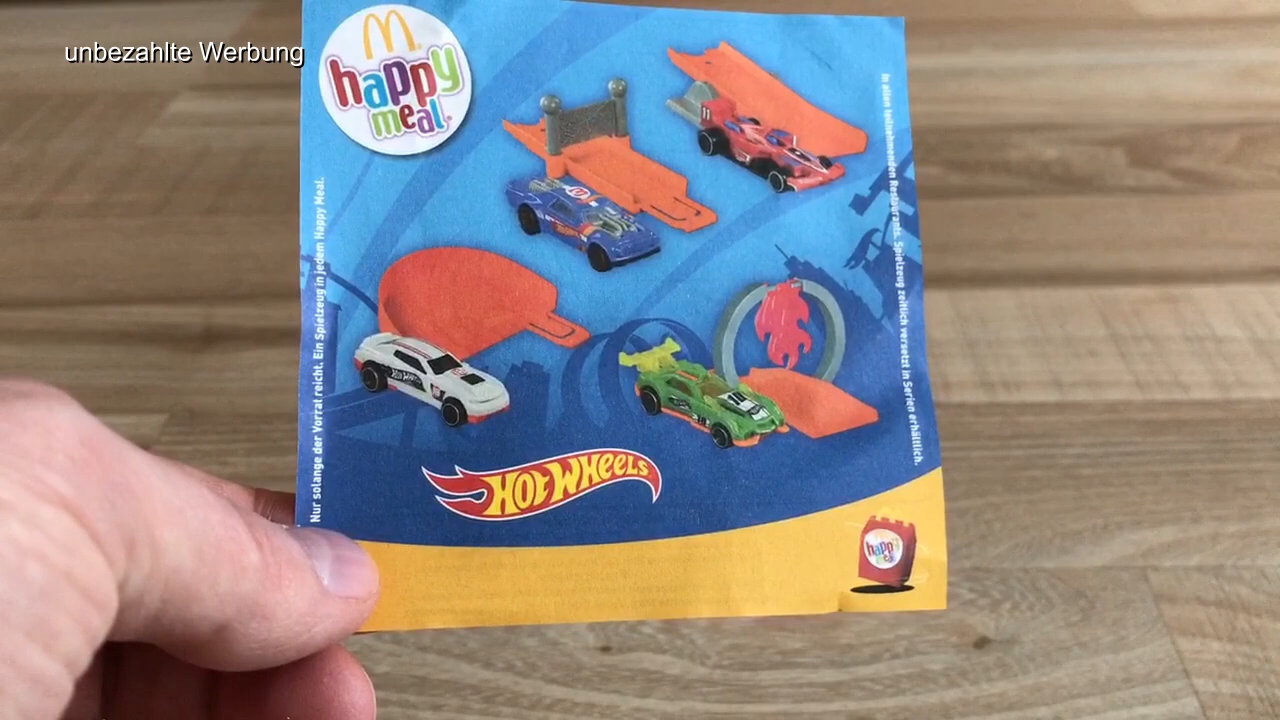 unbezahlte Werbung
happy
meal
Nur solange der Vorrat reicht. Ein Spielzeug in jedem Happy Meal.
In allen teilnehmenden Restaurants. Spielzeug zeitlich versetzt in Serien erhältlich.
11
HOT WHEELS
happy
meal